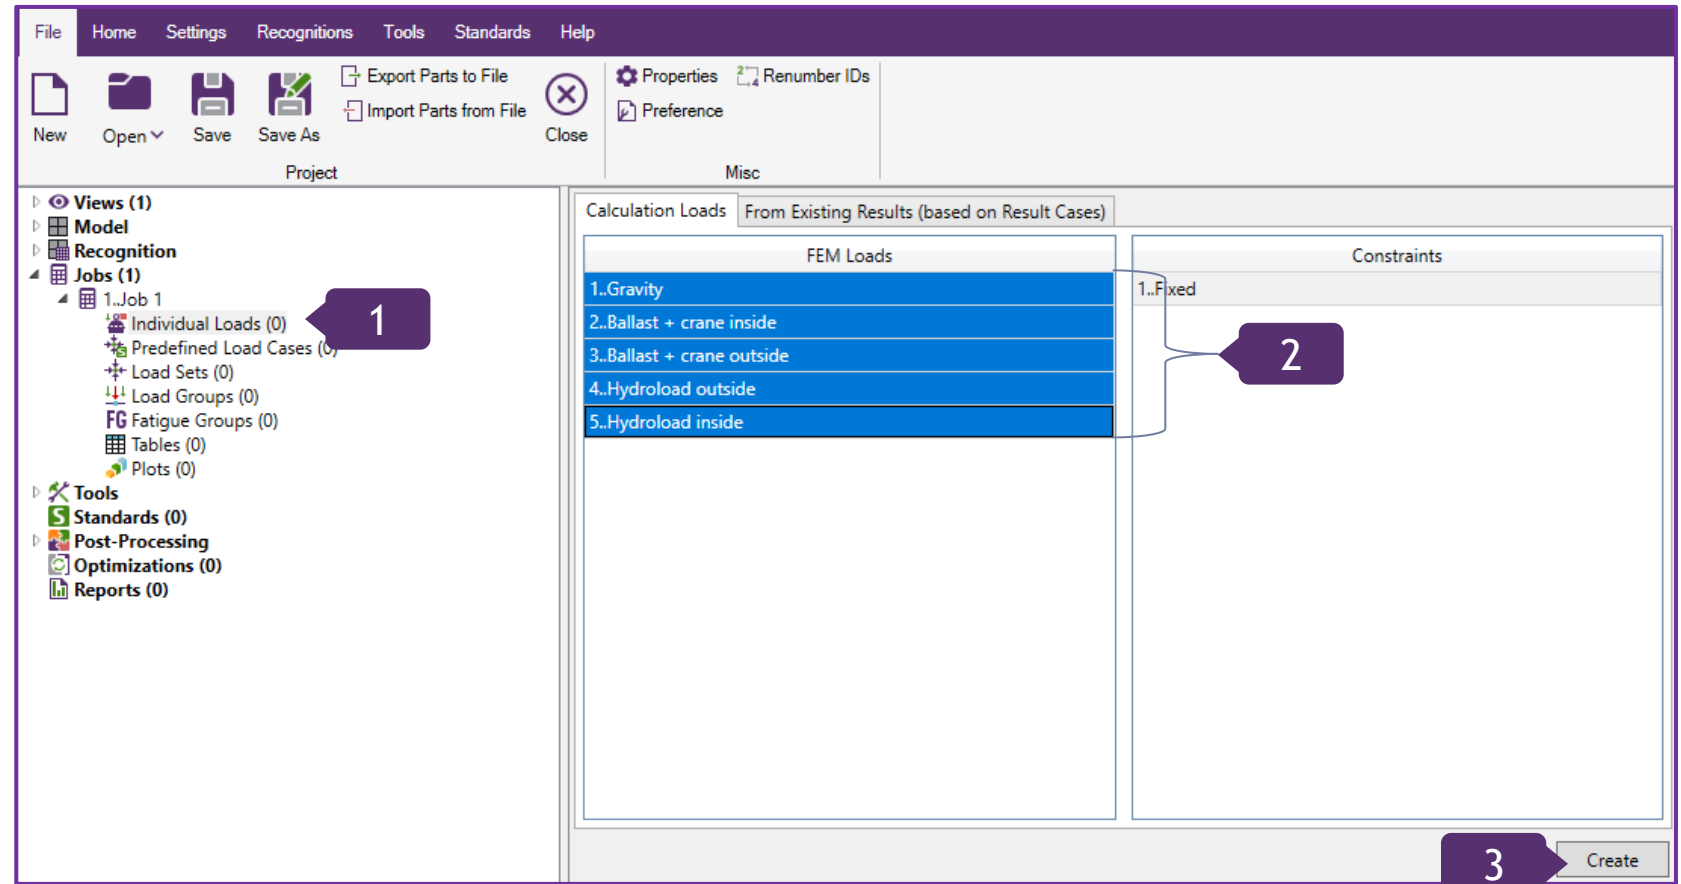 File Home Settings Recognitions Tools Standards Help
New
Open
Save
Save As
Export Parts to File
Import Parts from File
Close
Project
Properties
Renumber IDs
Preference
Misc
Views (1)
Model
Recognition
Jobs (1)
1..Job 1
Individual Loads (0)
Predefined Load Cases (0)
Load Sets (0)
Load Groups (0)
FG Fatigue Groups (0)
Tables (0)
Plots (0)
Tools
S Standards (0)
Post-Processing
Optimizations (0)
Reports (0)
1
Calculation Loads From Existing Results (based on Result Cases)
FEM Loads
1..Gravity
2..Ballast + crane inside
3..Ballast + crane outside
4..Hydroload outside
5..Hydroload inside
Constraints
1..Fixed
2
3
Create